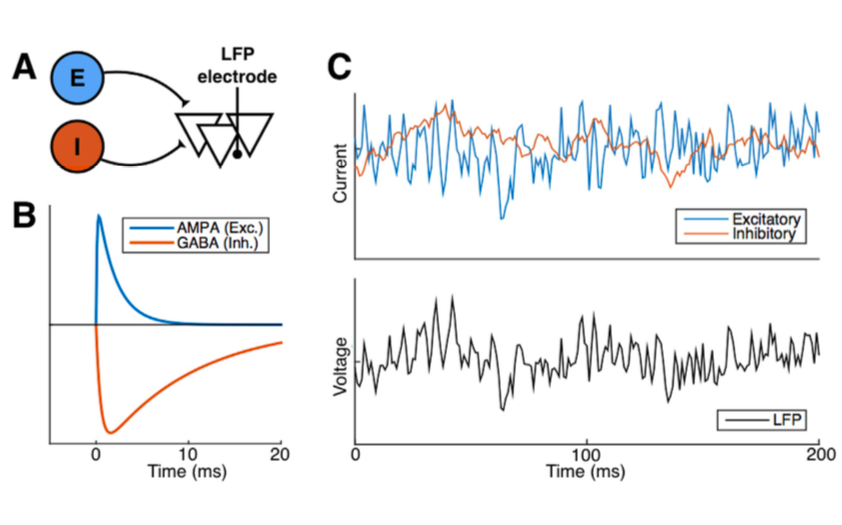 A
E
I
LFP
electrode
B
AMPA (Exc.)
GABA (Inh.)
0
10
20
Time (ms)
C
Current
Excitatory
Inhibitory
Voltage
LFP
0
100
200
Time (ms)